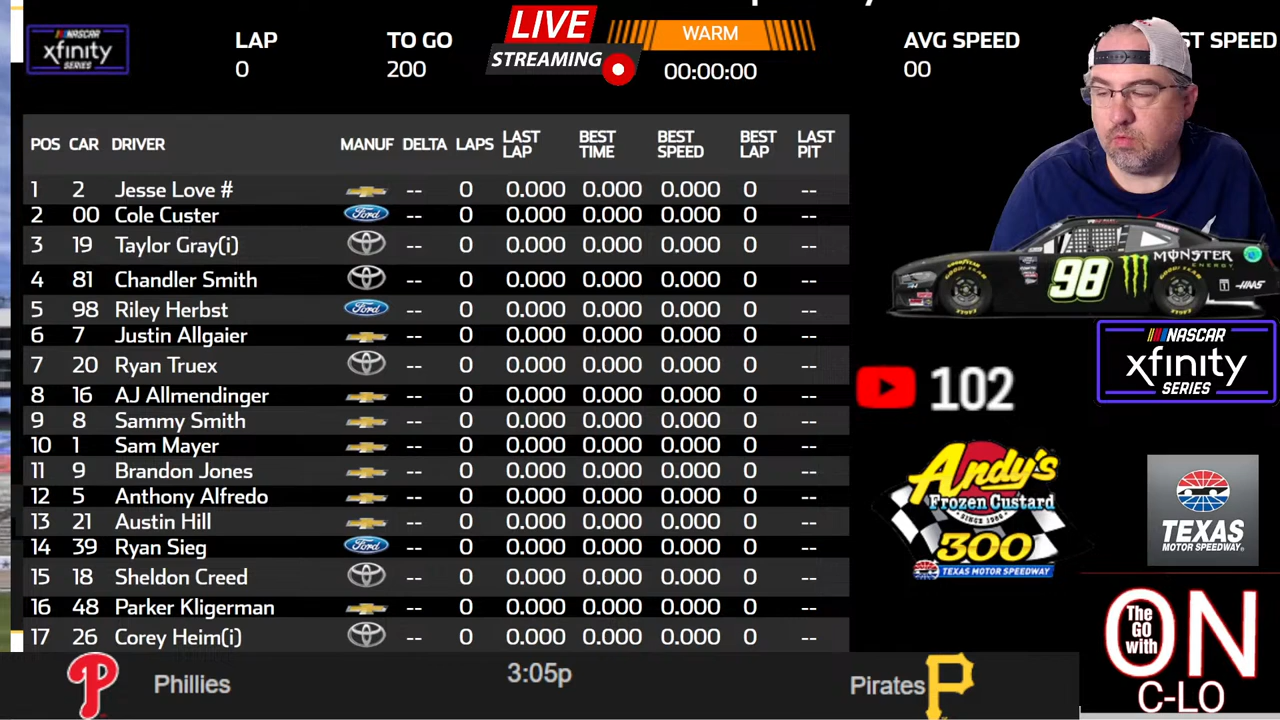 LIVE
STREAMING
WARM
00:00:00
NASCAR
xfinity
SERIES
LAP
0
TO GO
200
AVG SPEED
00
ST SPEED
POS CAR DRIVER MANUF DELTA LAPS LAST LAP BEST TIME BEST SPEED BEST LAP LAST PIT
1 2 Jesse Love # -- 0 0.000 0.000 0.000 0 --
2 00 Cole Custer Ford -- 0 0.000 0.000 0.000 0 --
3 19 Taylor Gray(i) -- 0 0.000 0.000 0.000 0 --
4 81 Chandler Smith -- 0 0.000 0.000 0.000 0 --
5 98 Riley Herbst Ford -- 0 0.000 0.000 0.000 0 --
6 7 Justin Allgaier -- 0 0.000 0.000 0.000 0 --
7 20 Ryan Truex -- 0 0.000 0.000 0.000 0 --
8 16 AJ Allmendinger -- 0 0.000 0.000 0.000 0 --
9 8 Sammy Smith -- 0 0.000 0.000 0.000 0 --
10 1 Sam Mayer -- 0 0.000 0.000 0.000 0 --
11 9 Brandon Jones -- 0 0.000 0.000 0.000 0 --
12 5 Anthony Alfredo -- 0 0.000 0.000 0.000 0 --
13 21 Austin Hill -- 0 0.000 0.000 0.000 0 --
14 39 Ryan Sieg Ford -- 0 0.000 0.000 0.000 0 --
15 18 Sheldon Creed -- 0 0.000 0.000 0.000 0 --
16 48 Parker Kligerman -- 0 0.000 0.000 0.000 0 --
17 26 Corey Heim(i) -- 0 0.000 0.000 0.000 0 --
98
MONSTER
ENERGY
HAAS
GOODYEAR
EAGLE
GOODYEAR
EAGLE
NASCAR
xfinity
SERIES
102
Andy's
Frozen Custard
SINCE 1986
300
TEXAS MOTOR SPEEDWAY
TEXAS
MOTOR SPEEDWAY
The
GO
with
ON
C-LO
P
Phillies
3:05p
Pirates
P